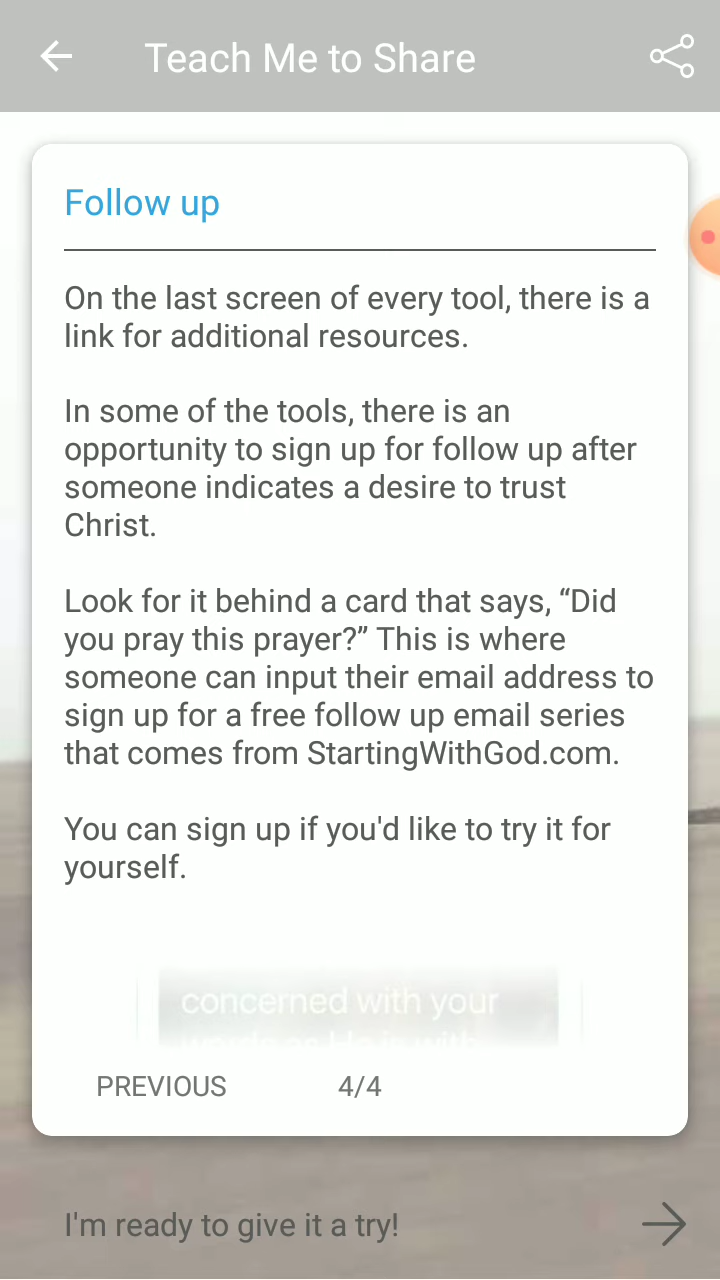 Teach Me to Share
Follow up
On the last screen of every tool, there is a
link for additional resources.
In some of the tools, there is an
opportunity to sign up for follow up after
someone indicates a desire to trust
Christ.
Look for it behind a card that says, “Did
you pray this prayer?” This is where
someone can input their email address to
sign up for a free follow up email series
that comes from StartingWithGod.com.
You can sign up if you'd like to try it for
yourself.
concerned with your
PREVIOUS 4/4
I'm ready to give it a try!